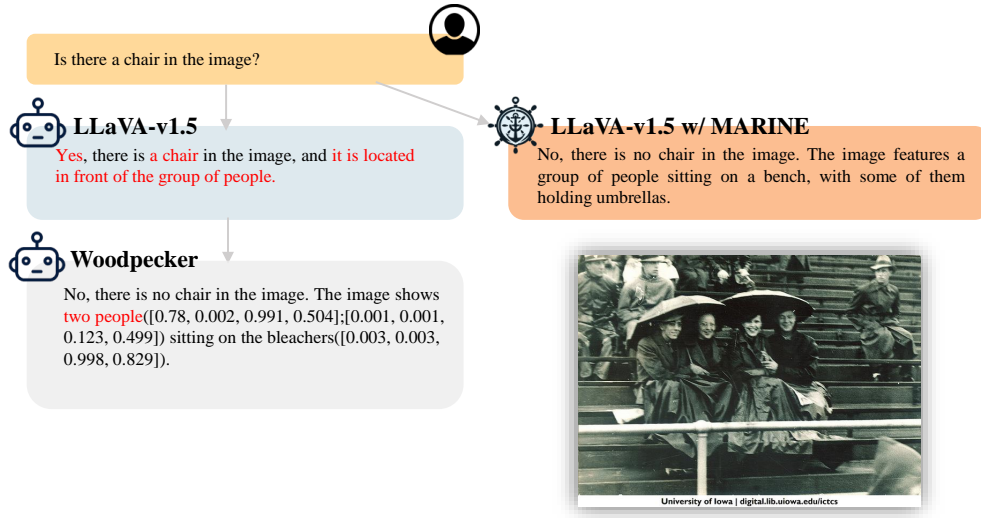 Is there a chair in the image?
LLaVA-v1.5
Yes, there is a chair in the image, and it is located
in front of the group of people.
LLaVA-v1.5 w/ MARINE
No, there is no chair in the image. The image features a
group of people sitting on a bench, with some of them
holding umbrellas.
Woodpecker
No, there is no chair in the image. The image shows
two people([0.78, 0.002, 0.991, 0.504];[0.001, 0.001,
0.123, 0.499]) sitting on the bleachers([0.003, 0.003,
0.998, 0.829]).
University of Iowa | digital.lib.uiowa.edu/ictcs